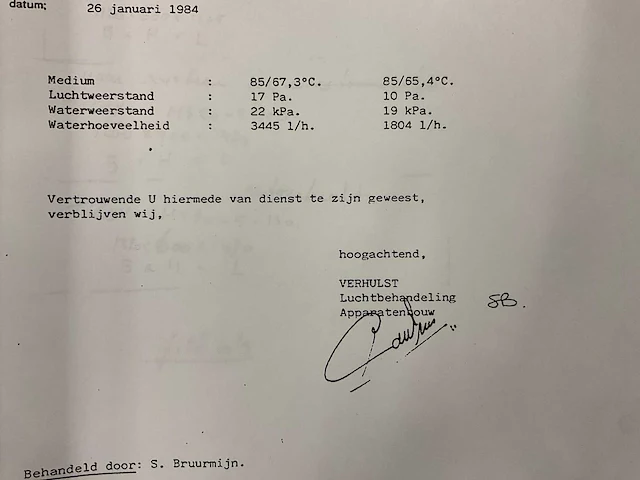 datum; 26 januari 1984
Medium : 85/67,3°C. 85/65,4°C.
Luchtweerstand : 17 Pa. 10 Pa.
Waterweerstand : 22 kPa. 19 kPa.
Waterhoeveelheid : 3445 l/h. 1804 l/h.
Vertrouwende U hiermede van dienst te zijn geweest,
verblijven wij,
hoogachtend,
VERHULST
Luchtbehandeling
Apparatenbouw
SB.
Behandeld door: S. Bruurmijn.